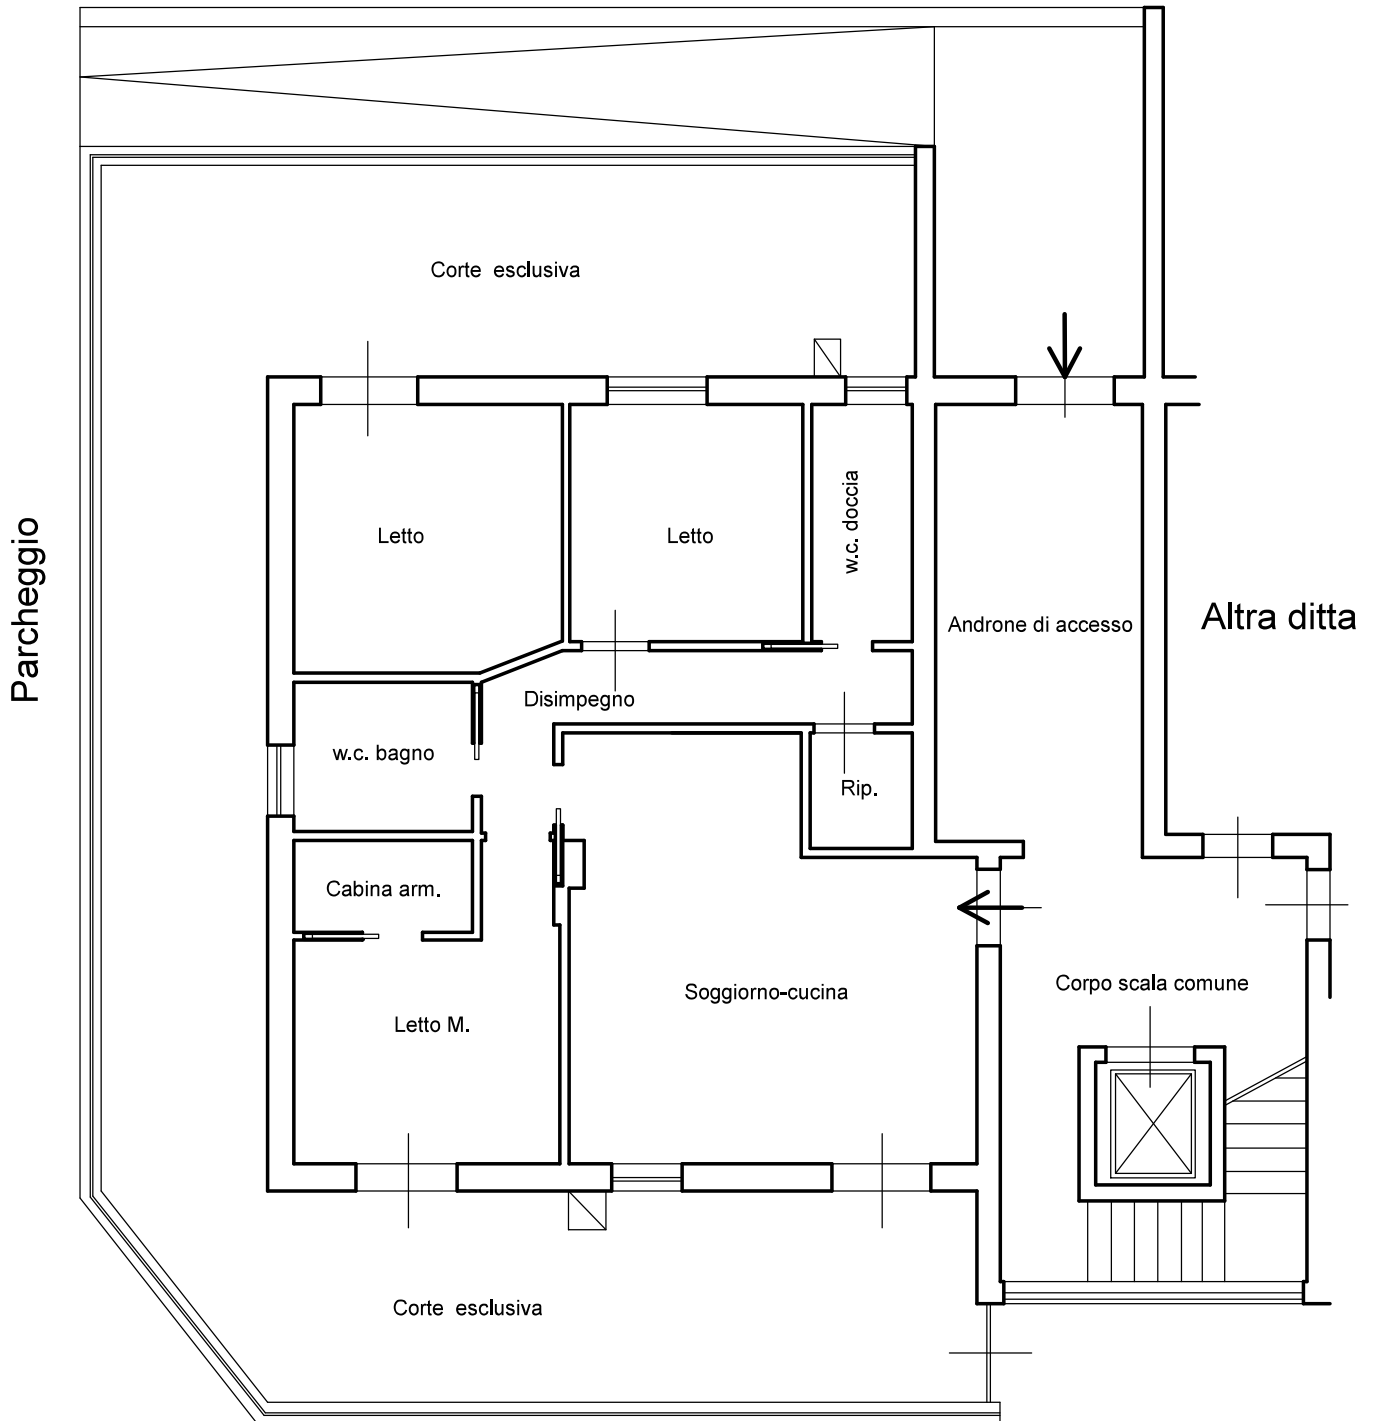 Corte esclusiva
Parcheggio
Letto
Letto
w.c. doccia
Androne di accesso
Altra ditta
Disimpegno
w.c. bagno
Rip.
Cabina arm.
Soggiorno-cucina
Corpo scala comune
Letto M.
Corte esclusiva